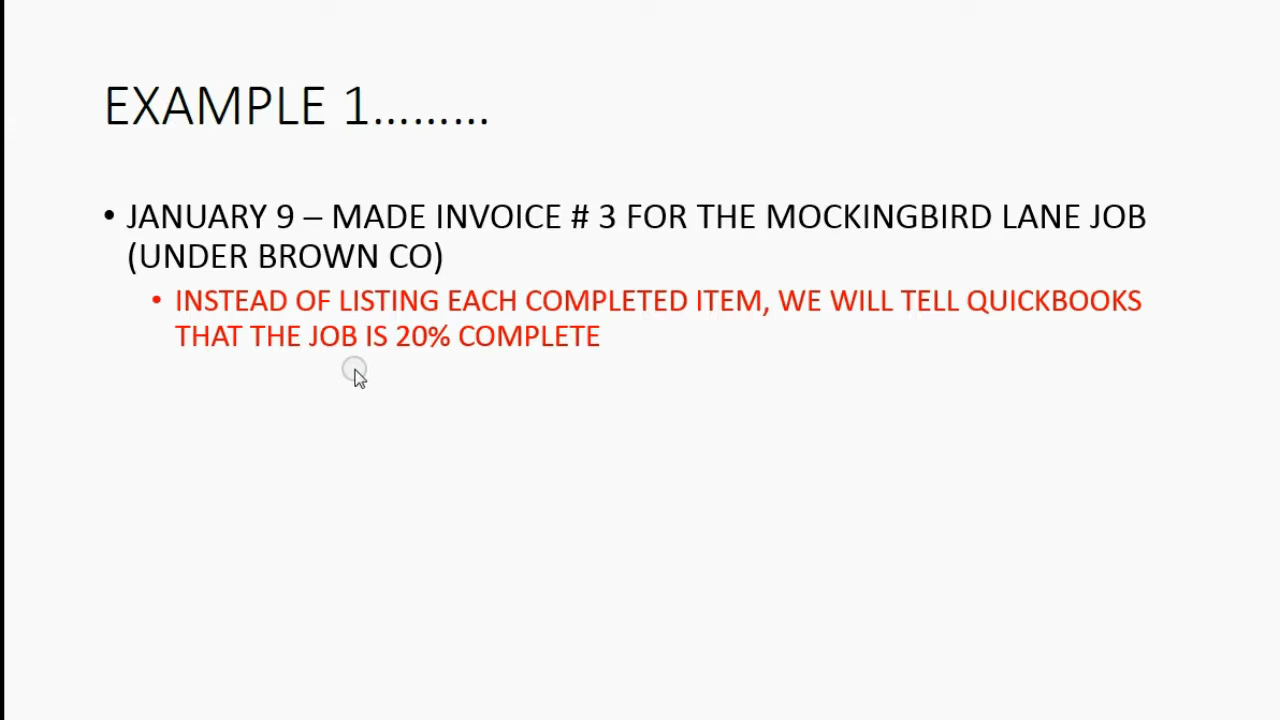 EXAMPLE 1.........
• JANUARY 9 – MADE INVOICE # 3 FOR THE MOCKINGBIRD LANE JOB
(UNDER BROWN CO)
• INSTEAD OF LISTING EACH COMPLETED ITEM, WE WILL TELL QUICKBOOKS
THAT THE JOB IS 20% COMPLETE